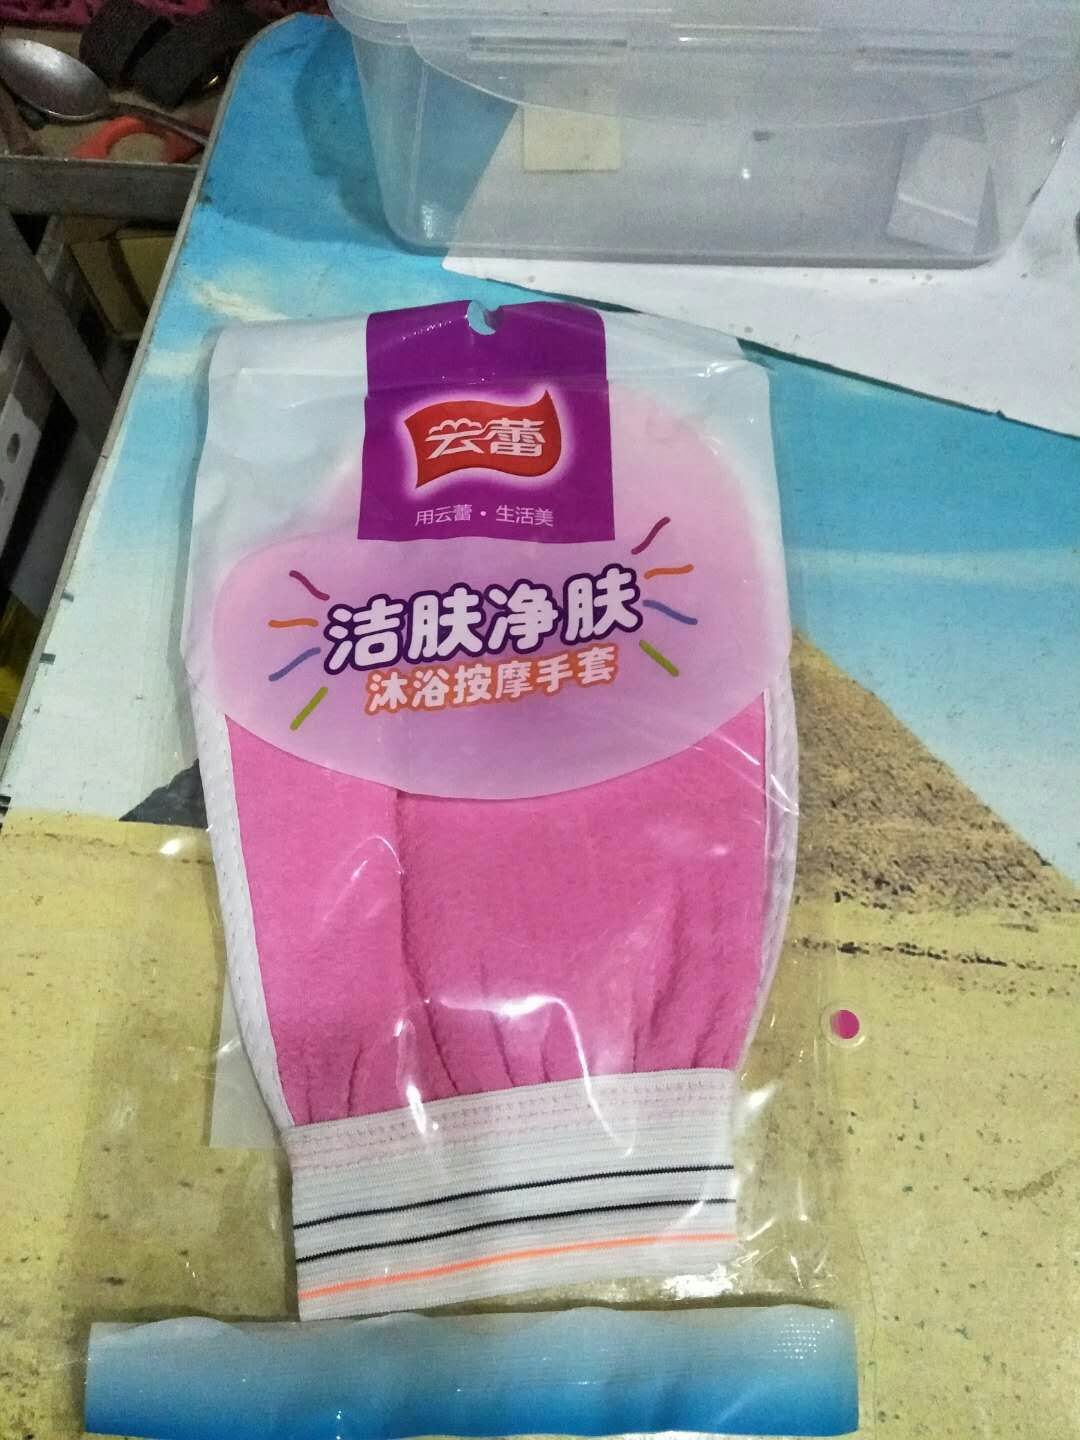 云蕾
用云蕾·生活美
洁肤净肤
沐浴按摩手套